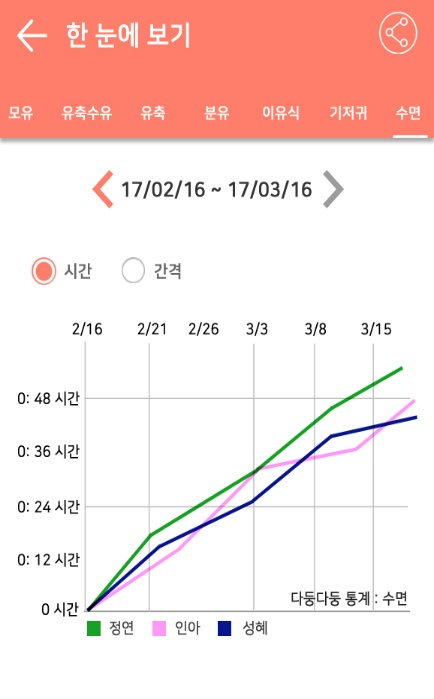 한 눈에 보기
모유 유축수유 유축 분유 이유식 기저귀 수면
17/02/16 ~ 17/03/16
시간 간격
2/16 2/21 2/26 3/3 3/8 3/15
0: 48 시간
0: 36 시간
0: 24 시간
0: 12 시간
0 시간
다둥다둥 통계 : 수면
정연 인아 성혜